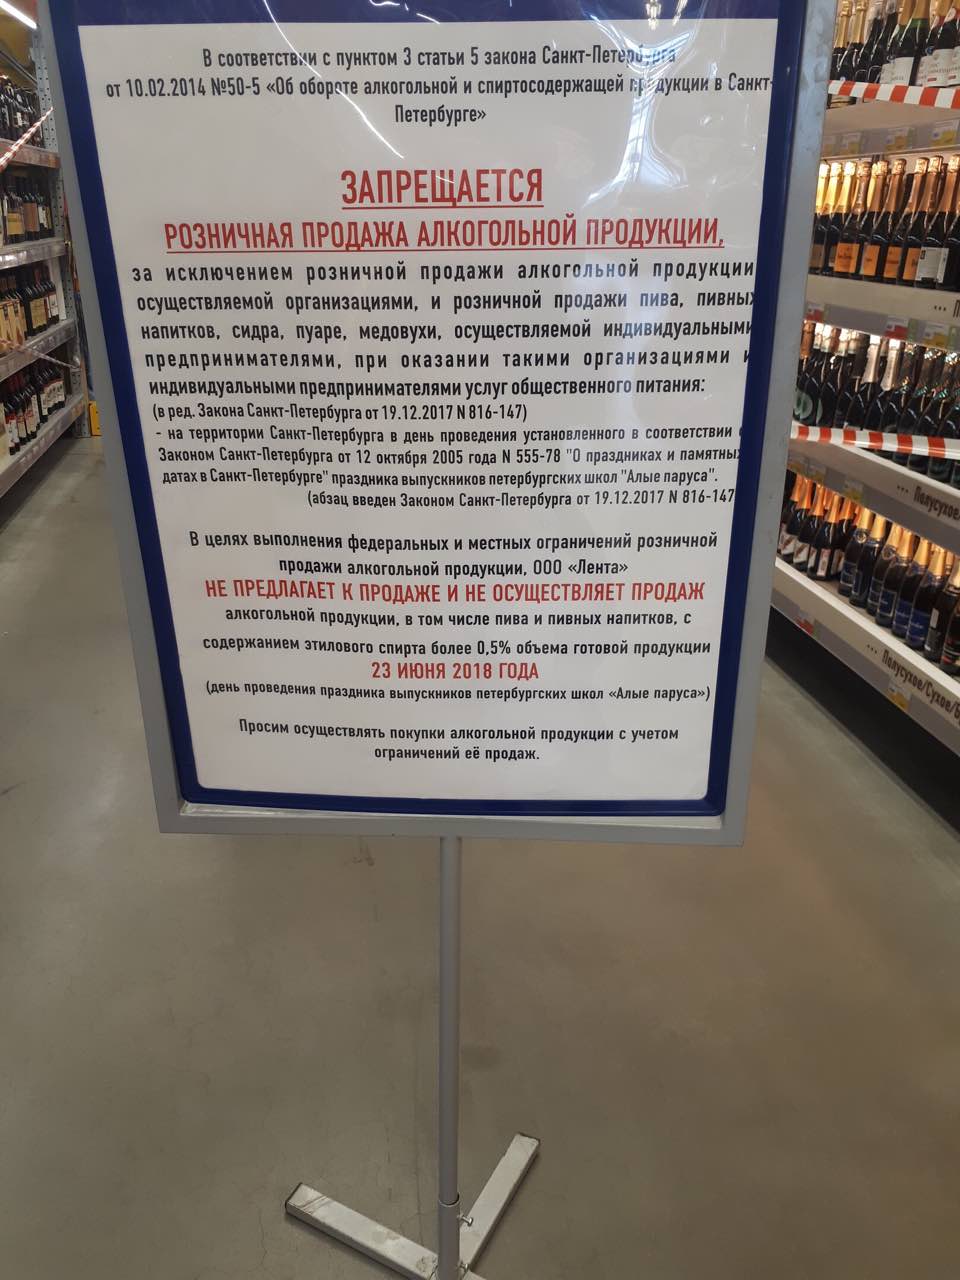 В соответствии с пунктом 3 статьи 5 закона Санкт-Петербурга
от 10.02.2014 №50-5 «Об обороте алкогольной и спиртосодержащей продукции в Санкт-
Петербурге»
ЗАПРЕЩАЕТСЯ
РОЗНИЧНАЯ ПРОДАЖА АЛКОГОЛЬНОЙ ПРОДУКЦИИ,
за исключением розничной продажи алкогольной продукции
осуществляемой организациями, и розничной продажи пива, пивных
напитков, сидра, пуаре, медовухи, осуществляемой индивидуальными
предпринимателями, при оказании такими организациями и
индивидуальными предпринимателями услуг общественного питания:
(в ред. Закона Санкт-Петербурга от 19.12.2017 N 816-147)
- на территории Санкт-Петербурга в день проведения установленного в соответствии с
Законом Санкт-Петербурга от 12 октября 2005 года N 555-78 "О праздниках и памятных
датах в Санкт-Петербурге" праздника выпускников петербургских школ "Алые паруса".
(абзац введен Законом Санкт-Петербурга от 19.12.2017 N 816-147
В целях выполнения федеральных и местных ограничений розничной
продажи алкогольной продукции, ООО «Лента»
НЕ ПРЕДЛАГАЕТ К ПРОДАЖЕ И НЕ ОСУЩЕСТВЛЯЕТ ПРОДАЖ
алкогольной продукции, в том числе пива и пивных напитков, с
содержанием этилового спирта более 0,5% объема готовой продукции
23 ИЮНЯ 2018 ГОДА
(день проведения праздника выпускников петербургских школ «Алые паруса»)
Просим осуществлять покупки алкогольной продукции с учетом
ограничений её продаж.
Полусухое/
Полусухое/Сухое/Б